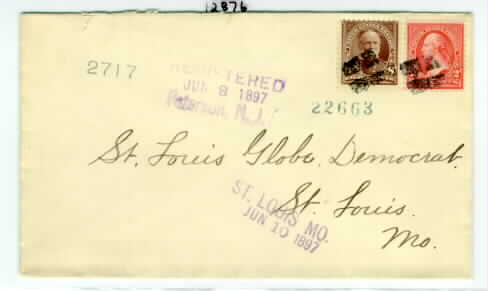 12876
2717
REGISTERED
JUN 8 1897
Paterson, N. J.
22663
St. Louis Globe Democrat.
St. Louis.
Mo.
ST. LOUIS MO.
JUN 10 1897